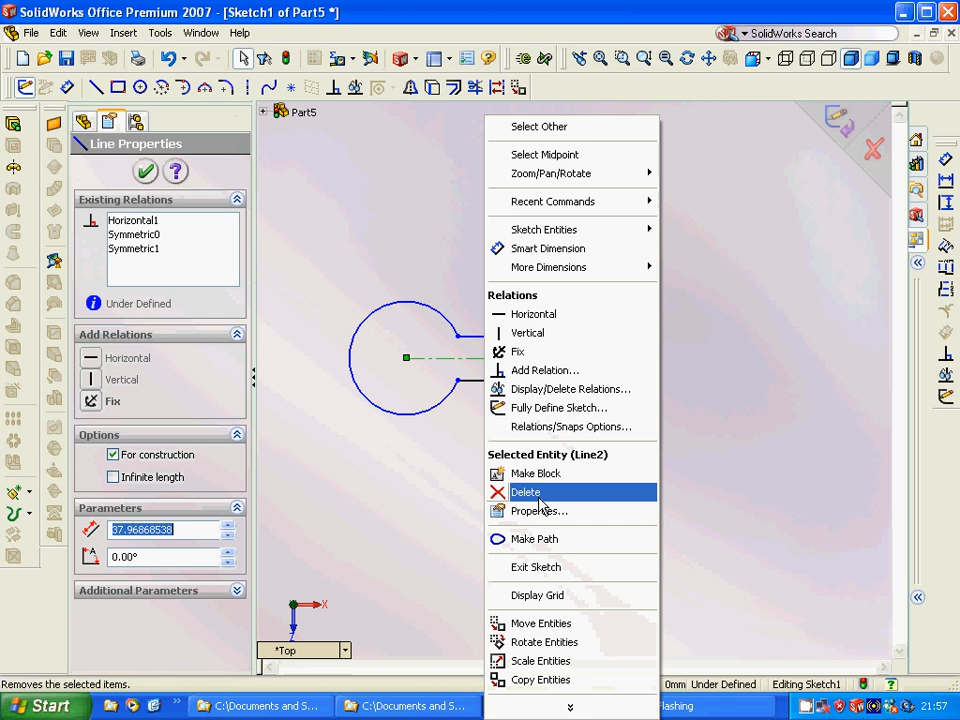 SolidWorks Office Premium 2007 - [Sketch1 of Part5 *]
File Edit View Insert Tools Window Help
SolidWorks Search
Part5
Line Properties
Existing Relations
Horizontal1
Symmetric0
Symmetric1
Under Defined
Add Relations
Horizontal
Vertical
Fix
Options
For construction
Infinite length
Parameters
37.96868538
0.00°
Additional Parameters
Select Other
Select Midpoint
Zoom/Pan/Rotate
Recent Commands
Sketch Entities
Smart Dimension
More Dimensions
Relations
Horizontal
Vertical
Fix
Add Relation...
Display/Delete Relations...
Fully Define Sketch...
Relations/Snaps Options...
Selected Entity (Line2)
Make Block
Delete
Properties...
Make Path
Exit Sketch
Display Grid
Move Entities
Rotate Entities
Scale Entities
Copy Entities
X
Z
*Top
Removes the selected items.
0mm Under Defined Editing Sketch1
Start
C:\Documents and S...
C:\Documents and S...
Flashing
21:57